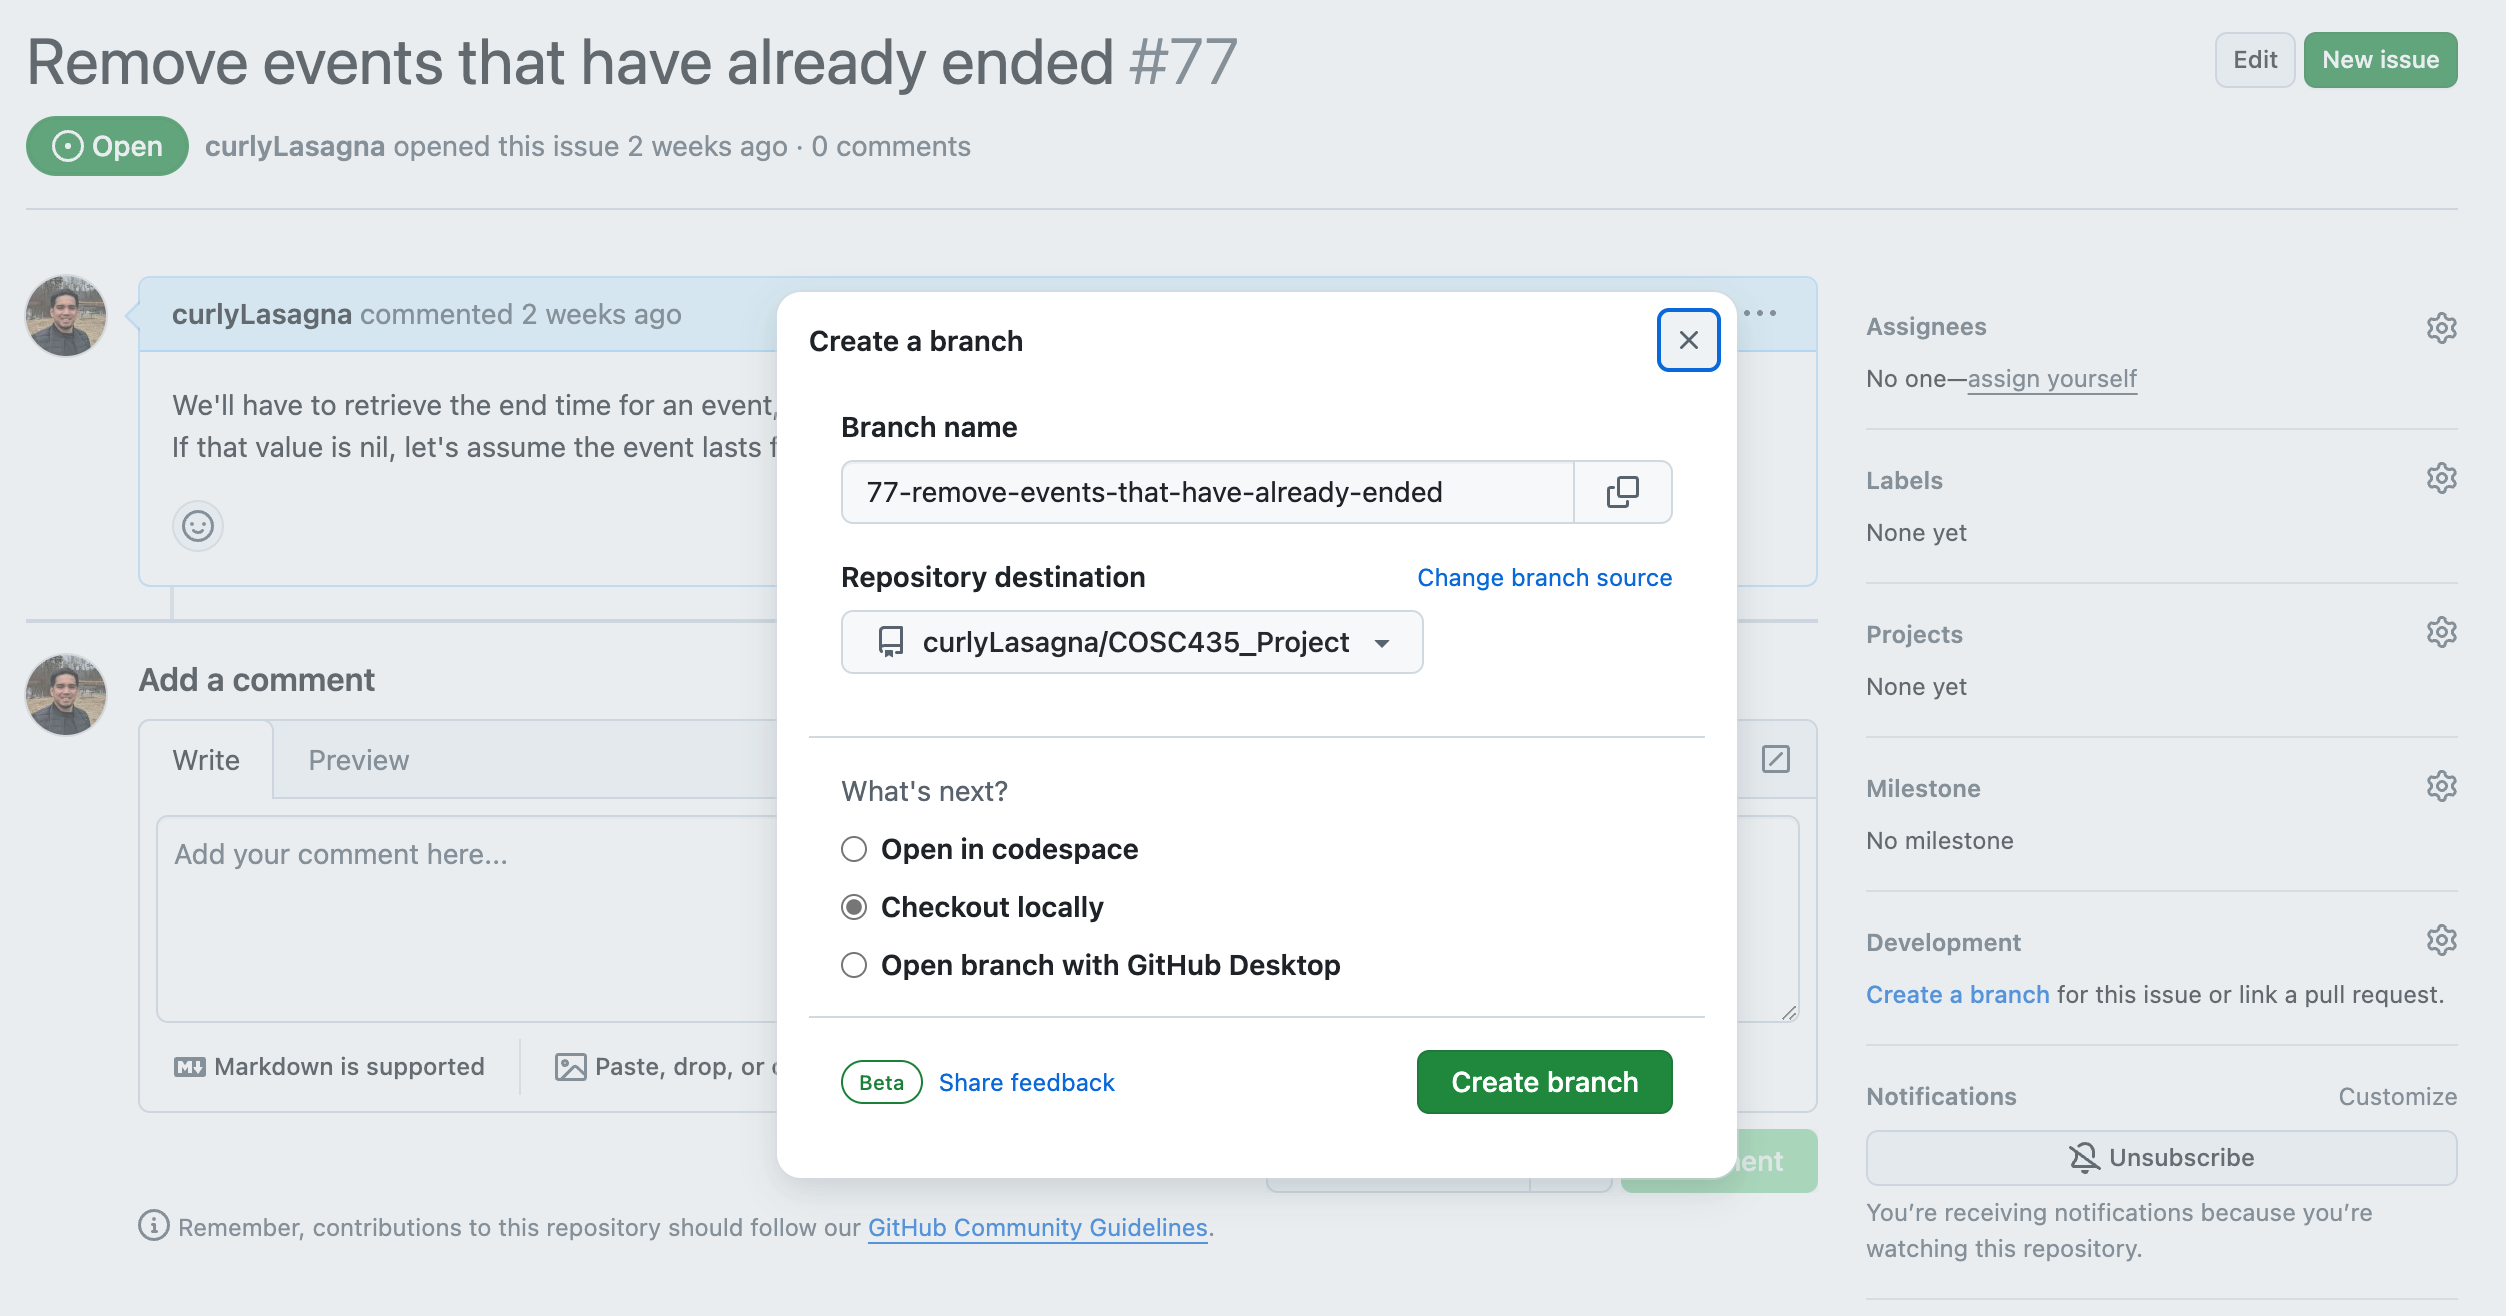 Remove events that have already ended #77
Edit
New issue
Open
curlyLasagna opened this issue 2 weeks ago · 0 comments
curlyLasagna commented 2 weeks ago
We'll have to retrieve the end time for an event,
If that value is nil, let's assume the event lasts
Add a comment
Write
Preview
Add your comment here...
Markdown is supported
Paste, drop, or
Remember, contributions to this repository should follow our GitHub Community Guidelines.
Create a branch
Branch name
77-remove-events-that-have-already-ended
Repository destination
Change branch source
curlyLasagna/COSC435_Project
What's next?
Open in codespace
Checkout locally
Open branch with GitHub Desktop
Beta
Share feedback
Create branch
Assignees
No one—assign yourself
Labels
None yet
Projects
None yet
Milestone
No milestone
Development
Create a branch for this issue or link a pull request.
Notifications
Customize
Unsubscribe
You’re receiving notifications because you’re
watching this repository.